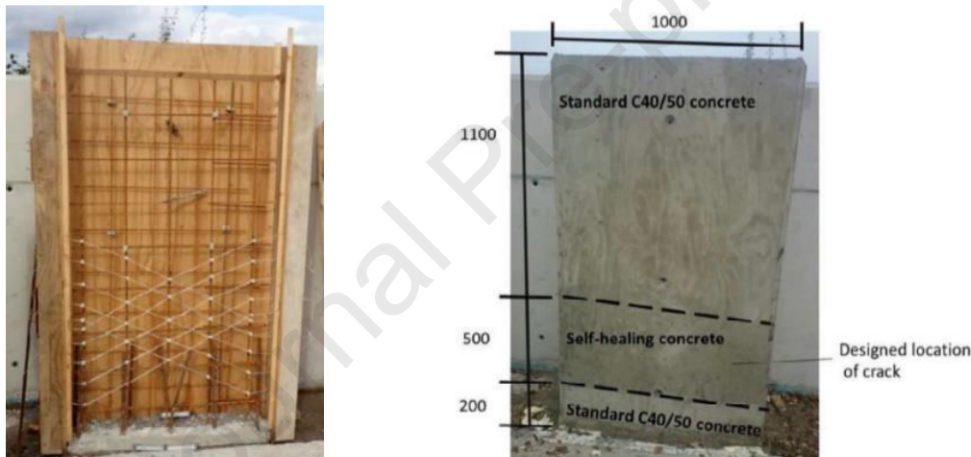 1000
Standard C40/50 concrete
1100
500
Self-healing concrete
Designed location
of crack
200
Standard C40/50 concrete